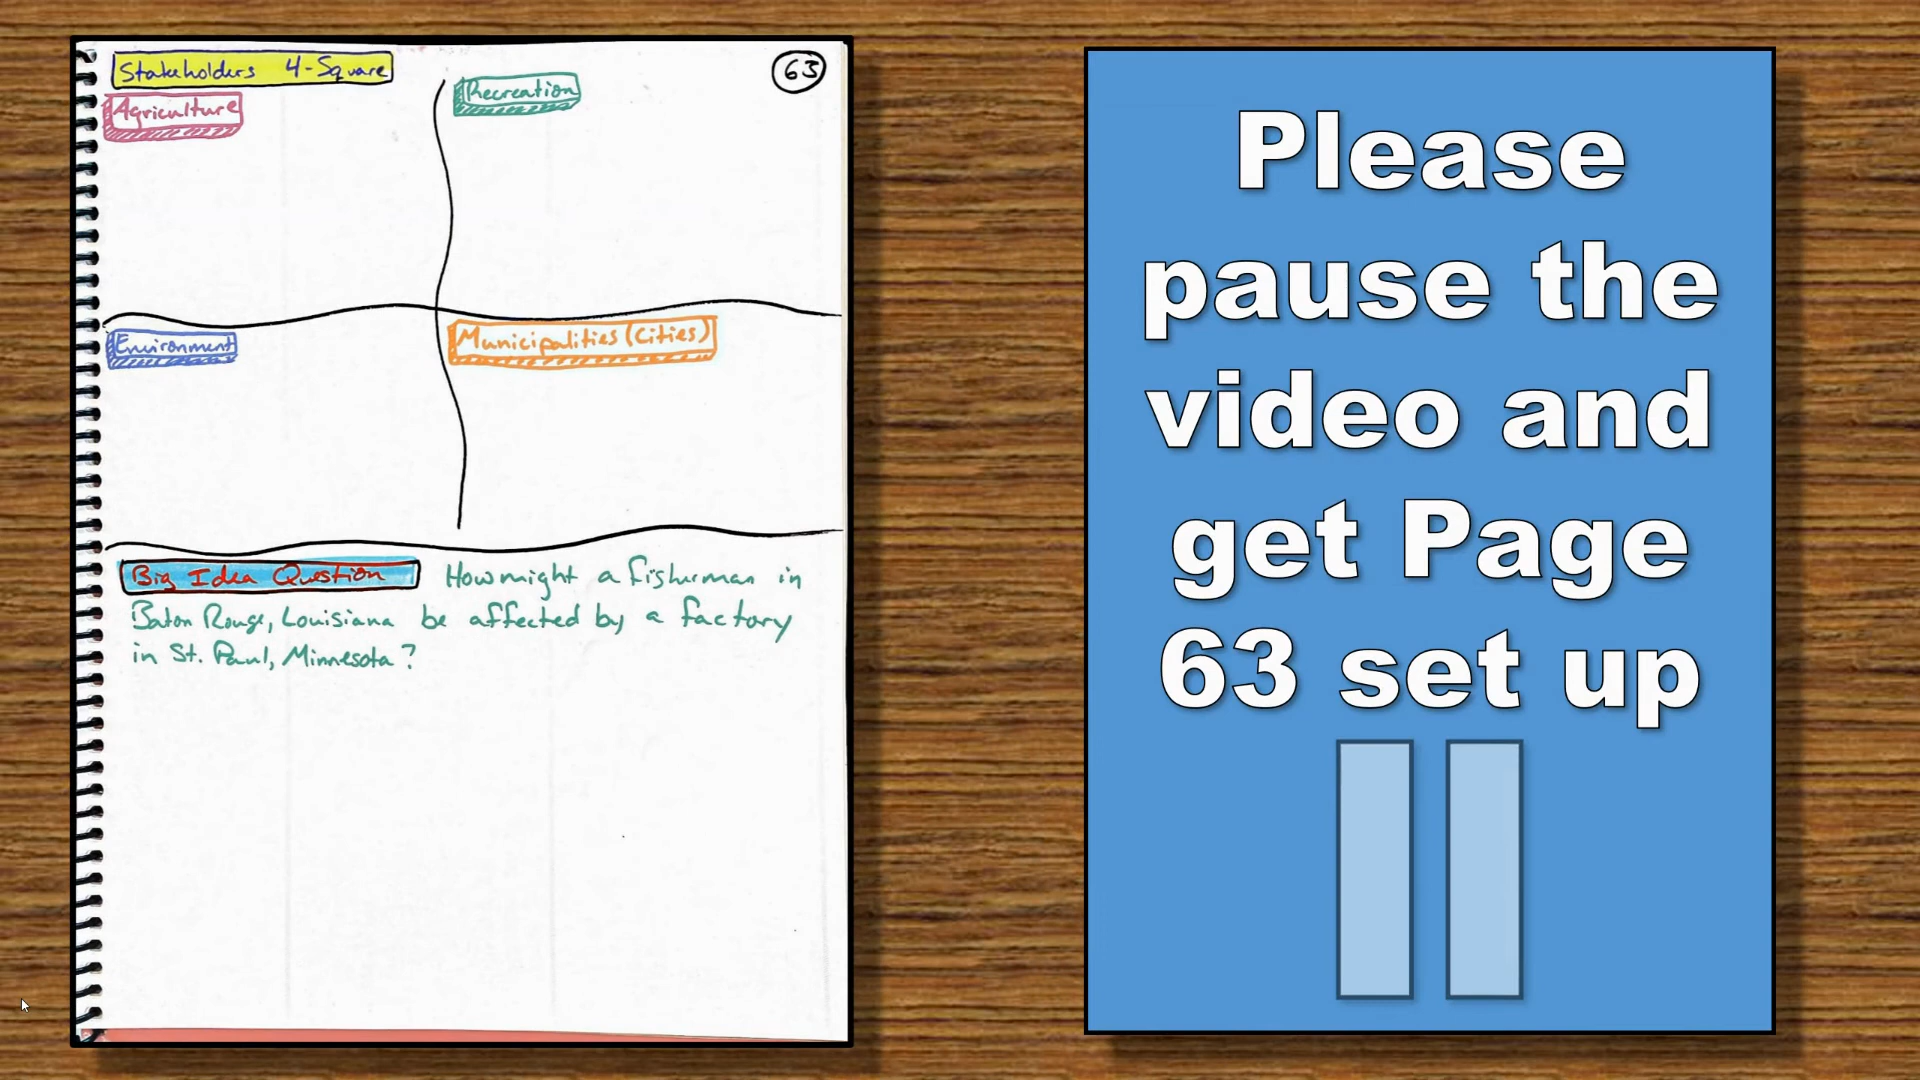 Stakeholders 4-Square
63
Agriculture
Recreation
Environment
Municipalities (Cities)
Big Idea Question How might a fisherman in
Baton Rouge, Louisiana be affected by a factory
in St. Paul, Minnesota?
Please
pause the
video and
get Page
63 set up